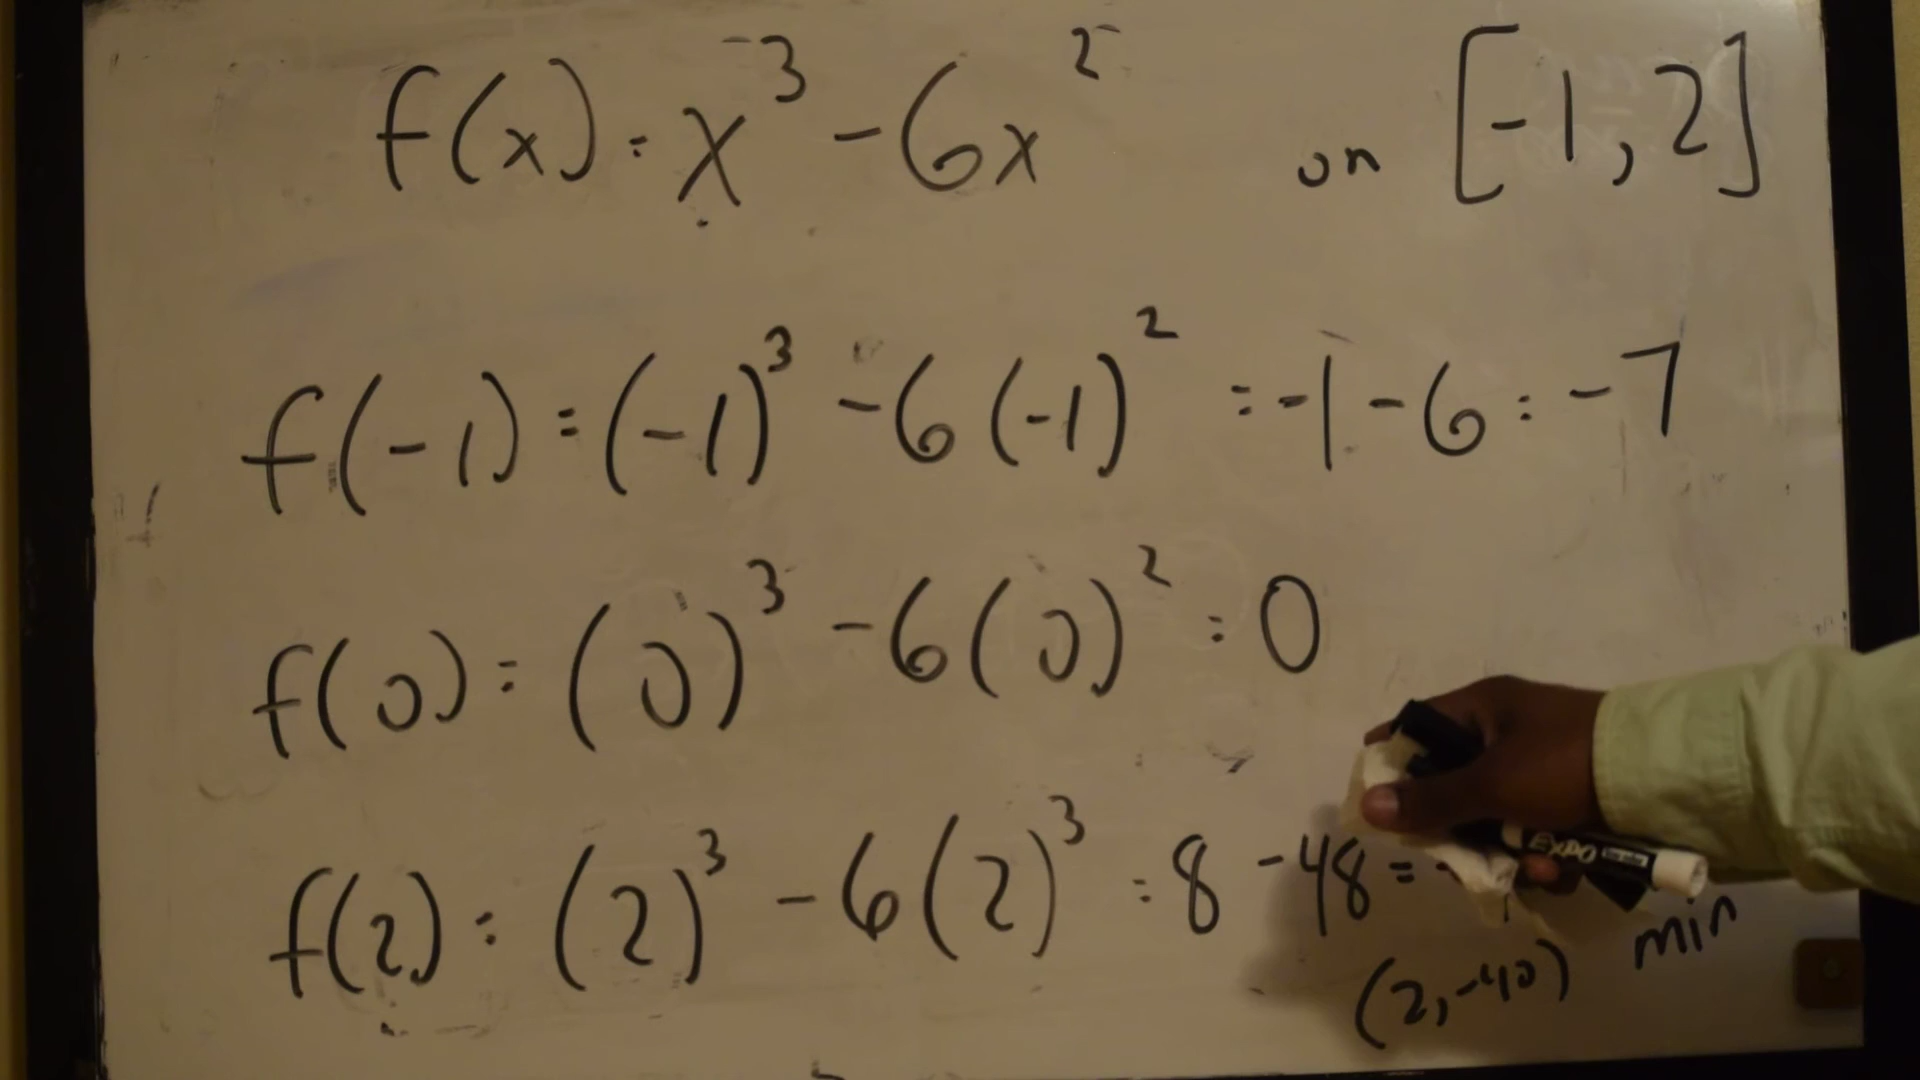 f(x) = x³ - 6x² on [-1, 2]
f(-1) = (-1)³ - 6(-1)² = -1 - 6 = -7
f(0) = (0)³ - 6(0)² = 0
f(2) = (2)³ - 6(2)³ = 8 - 48 = -
EXPO
(2, -40) min